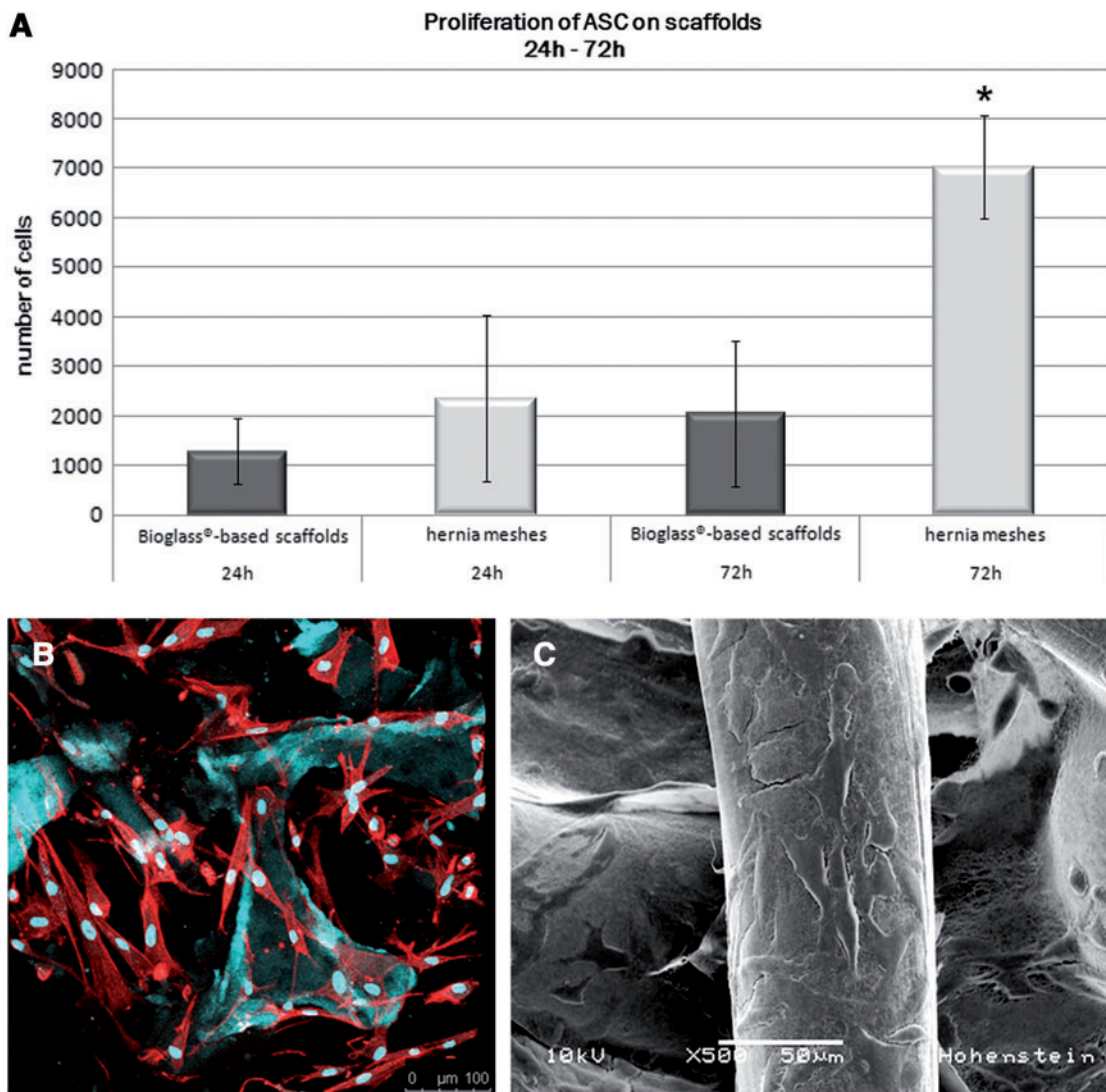 A
Proliferation of ASC on scaffolds
24h - 72h
number of cells
9000
8000
7000
6000
5000
4000
3000
2000
1000
0
*
Bioglass®-based scaffolds
hernia meshes
Bioglass®-based scaffolds
hernia meshes
24h
24h
72h
72h
B
0 µm 100
C
10kV X500 50µm Hohenstein